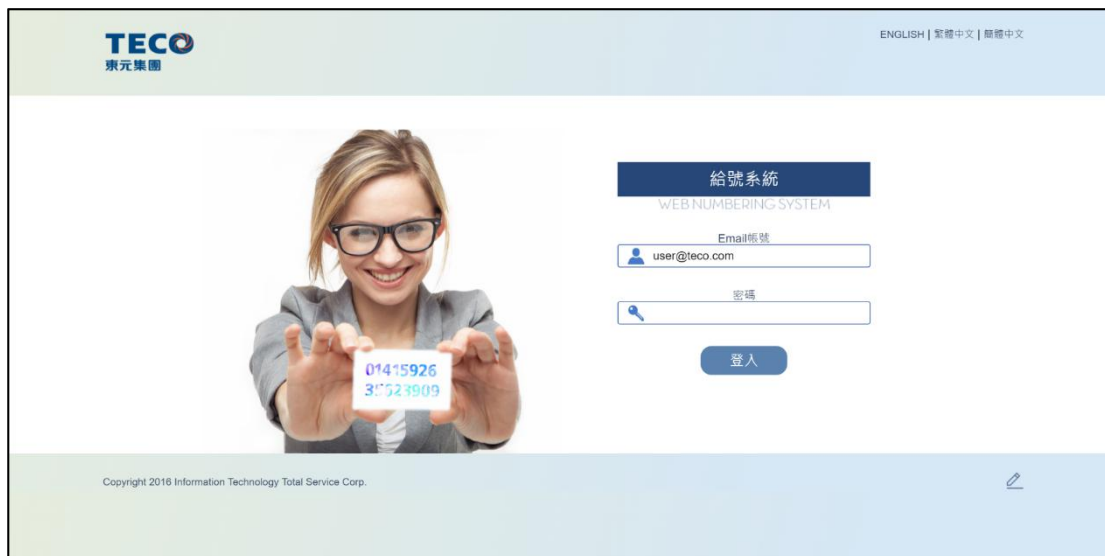 TECO
東元集團
ENGLISH | 繁體中文 | 簡體中文
給號系統
WEB NUMBERING SYSTEM
Email帳號
user@teco.com
密碼
登入
01415926
35623909
Copyright 2016 Information Technology Total Service Corp.